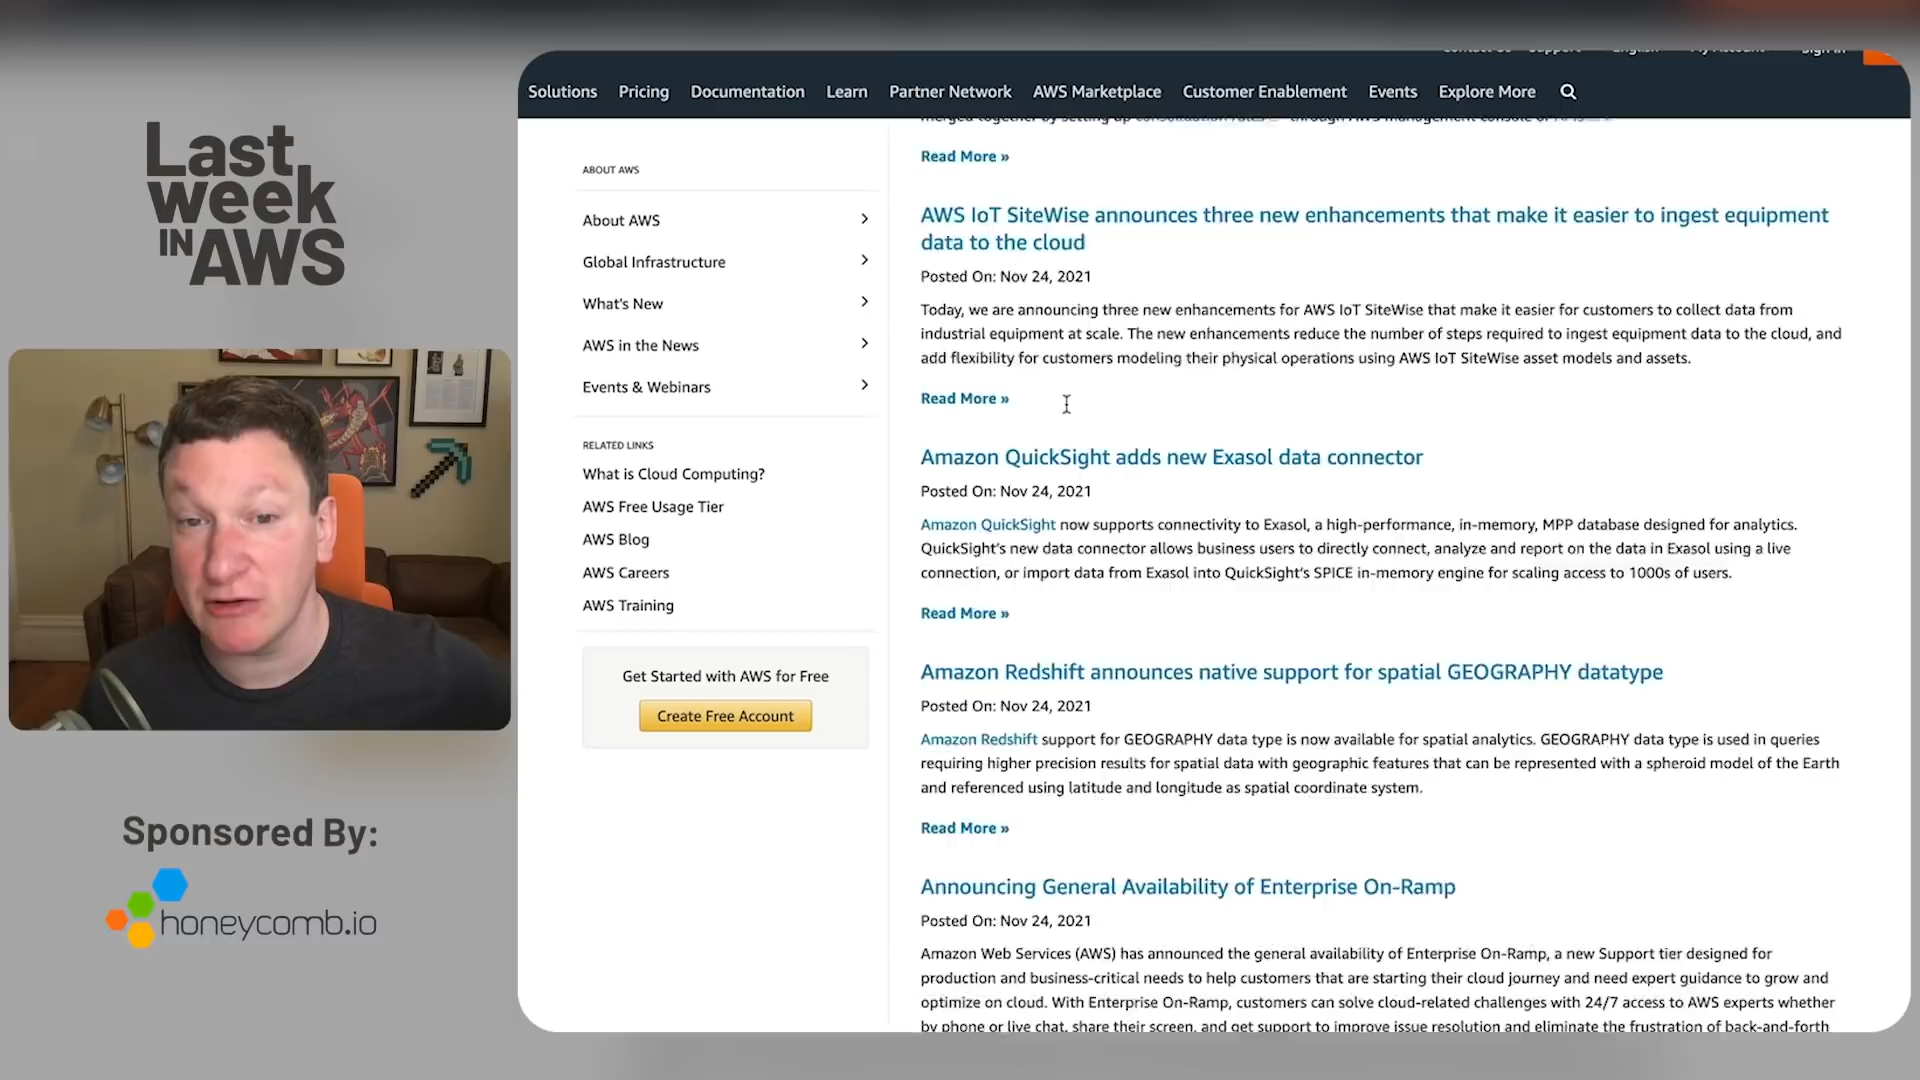 Last
week
IN AWS
Sponsored By:
honeycomb.io
Contact Us Support English My Account Sign In
Solutions Pricing Documentation Learn Partner Network AWS Marketplace Customer Enablement Events Explore More
ABOUT AWS
About AWS
Global Infrastructure
What's New
AWS in the News
Events & Webinars
RELATED LINKS
What is Cloud Computing?
AWS Free Usage Tier
AWS Blog
AWS Careers
AWS Training
Get Started with AWS for Free
Create Free Account
merged together by setting up through AWS management console or
Read More »
AWS IoT SiteWise announces three new enhancements that make it easier to ingest equipment
data to the cloud
Posted On: Nov 24, 2021
Today, we are announcing three new enhancements for AWS IoT SiteWise that make it easier for customers to collect data from
industrial equipment at scale. The new enhancements reduce the number of steps required to ingest equipment data to the cloud, and
add flexibility for customers modeling their physical operations using AWS IoT SiteWise asset models and assets.
Read More »
Amazon QuickSight adds new Exasol data connector
Posted On: Nov 24, 2021
Amazon QuickSight now supports connectivity to Exasol, a high-performance, in-memory, MPP database designed for analytics.
QuickSight's new data connector allows business users to directly connect, analyze and report on the data in Exasol using a live
connection, or import data from Exasol into QuickSight's SPICE in-memory engine for scaling access to 1000s of users.
Read More »
Amazon Redshift announces native support for spatial GEOGRAPHY datatype
Posted On: Nov 24, 2021
Amazon Redshift support for GEOGRAPHY data type is now available for spatial analytics. GEOGRAPHY data type is used in queries
requiring higher precision results for spatial data with geographic features that can be represented with a spheroid model of the Earth
and referenced using latitude and longitude as spatial coordinate system.
Read More »
Announcing General Availability of Enterprise On-Ramp
Posted On: Nov 24, 2021
Amazon Web Services (AWS) has announced the general availability of Enterprise On-Ramp, a new Support tier designed for
production and business-critical needs to help customers that are starting their cloud journey and need expert guidance to grow and
optimize on cloud. With Enterprise On-Ramp, customers can solve cloud-related challenges with 24/7 access to AWS experts whether
by phone or live chat, share their screen, and get support to improve issue resolution and eliminate the frustration of back-and-forth